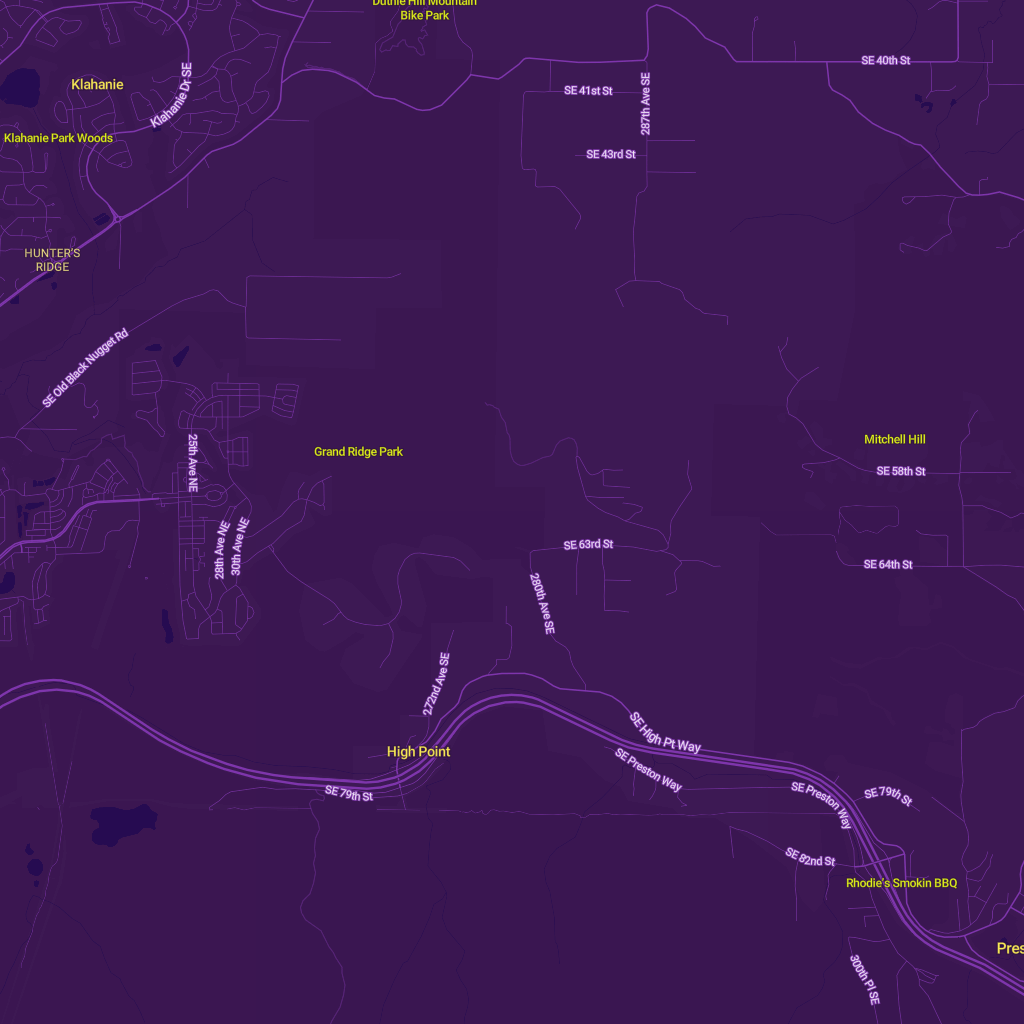 Duthie Hill Mountain
Bike Park
SE 40th St
Klahanie Dr SE
Klahanie
SE 41st St
287th Ave SE
Klahanie Park Woods
SE 43rd St
HUNTER'S
RIDGE
SE Old Black Nugget Rd
25th Ave NE
Grand Ridge Park
Mitchell Hill
SE 58th St
28th Ave NE
30th Ave NE
SE 63rd St
SE 64th St
280th Ave SE
272nd Ave SE
SE High Pt Way
High Point
SE Preston Way
SE 79th St
SE Preston Way
SE 79th St
SE 82nd St
Rhodie's Smokin BBQ
Pres
300th Pl SE